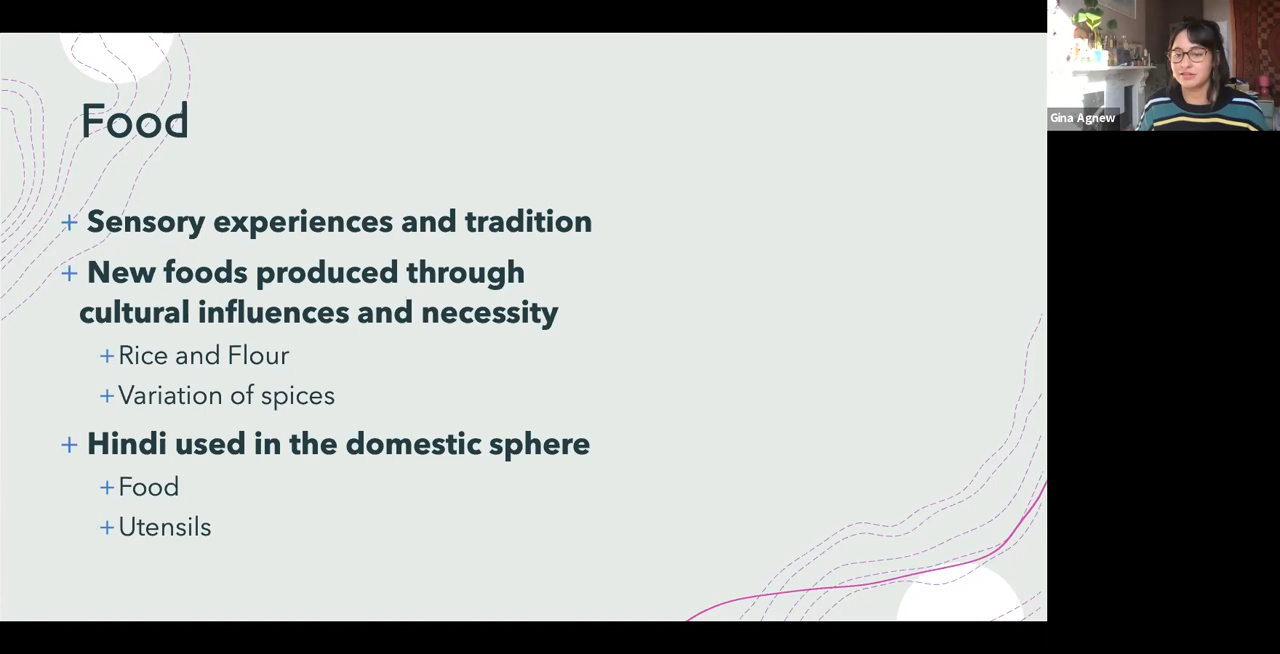 Food
+ Sensory experiences and tradition
+ New foods produced through
cultural influences and necessity
+ Rice and Flour
+ Variation of spices
+ Hindi used in the domestic sphere
+ Food
+ Utensils
Gina Agnew